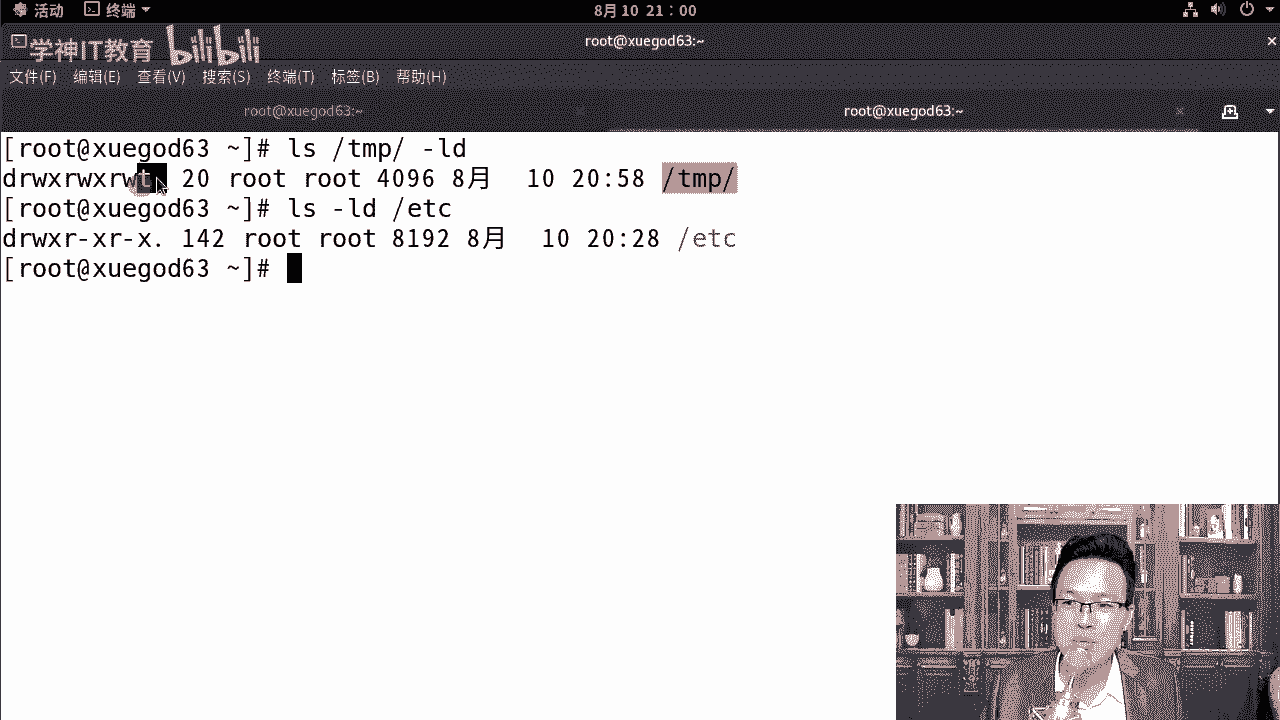 活动 终端 8月 10 21：00
学神IT教育 bilibili
root@xuegod63:~
文件(F) 编辑(E) 查看(V) 搜索(S) 终端(T) 标签(B) 帮助(H)
root@xuegod63:~ root@xuegod63:~
[root@xuegod63 ~]# ls /tmp/ -ld
drwxrwxrwt. 20 root root 4096 8月 10 20:58 /tmp/
[root@xuegod63 ~]# ls -ld /etc
drwxr-xr-x. 142 root root 8192 8月 10 20:28 /etc
[root@xuegod63 ~]#